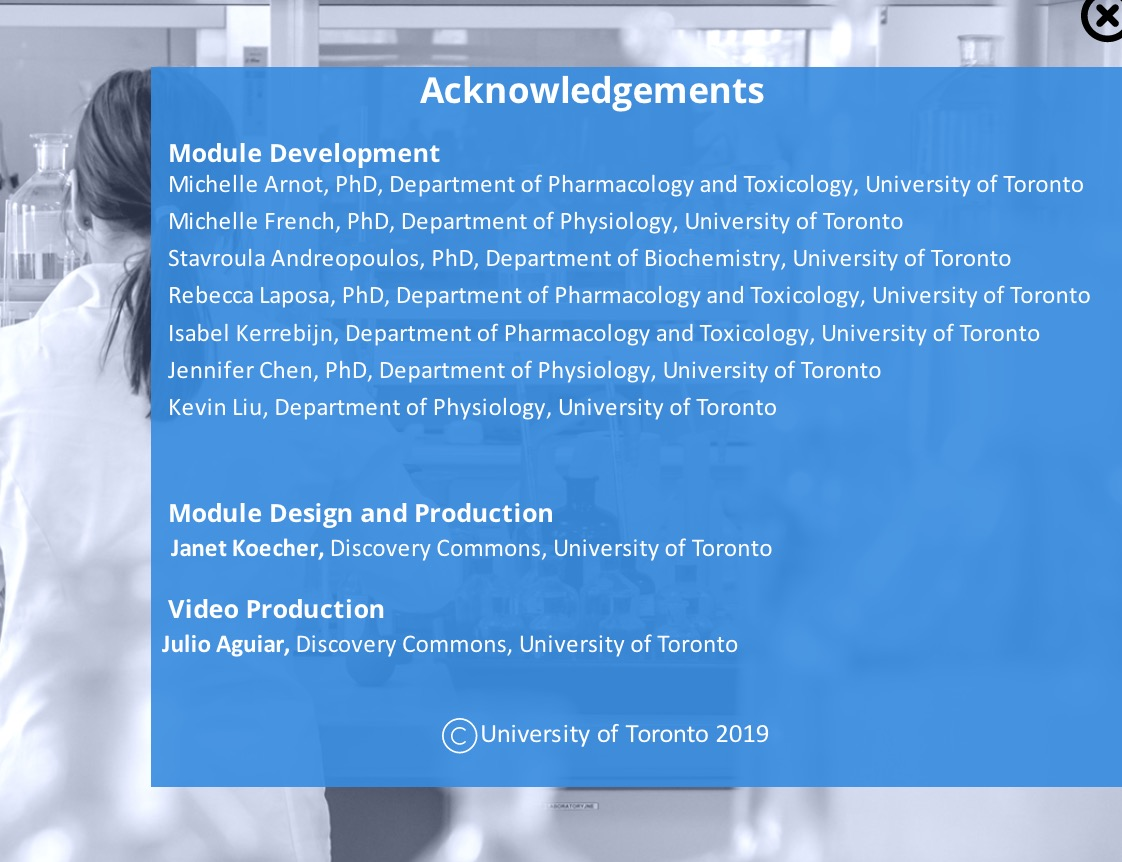 Acknowledgements
Module Development
Michelle Arnot, PhD, Department of Pharmacology and Toxicology, University of Toronto
Michelle French, PhD, Department of Physiology, University of Toronto
Stavroula Andreopoulos, PhD, Department of Biochemistry, University of Toronto
Rebecca Laposa, PhD, Department of Pharmacology and Toxicology, University of Toronto
Isabel Kerrebijn, Department of Pharmacology and Toxicology, University of Toronto
Jennifer Chen, PhD, Department of Physiology, University of Toronto
Kevin Liu, Department of Physiology, University of Toronto
Module Design and Production
Janet Koecher, Discovery Commons, University of Toronto
Video Production
Julio Aguiar, Discovery Commons, University of Toronto
© University of Toronto 2019